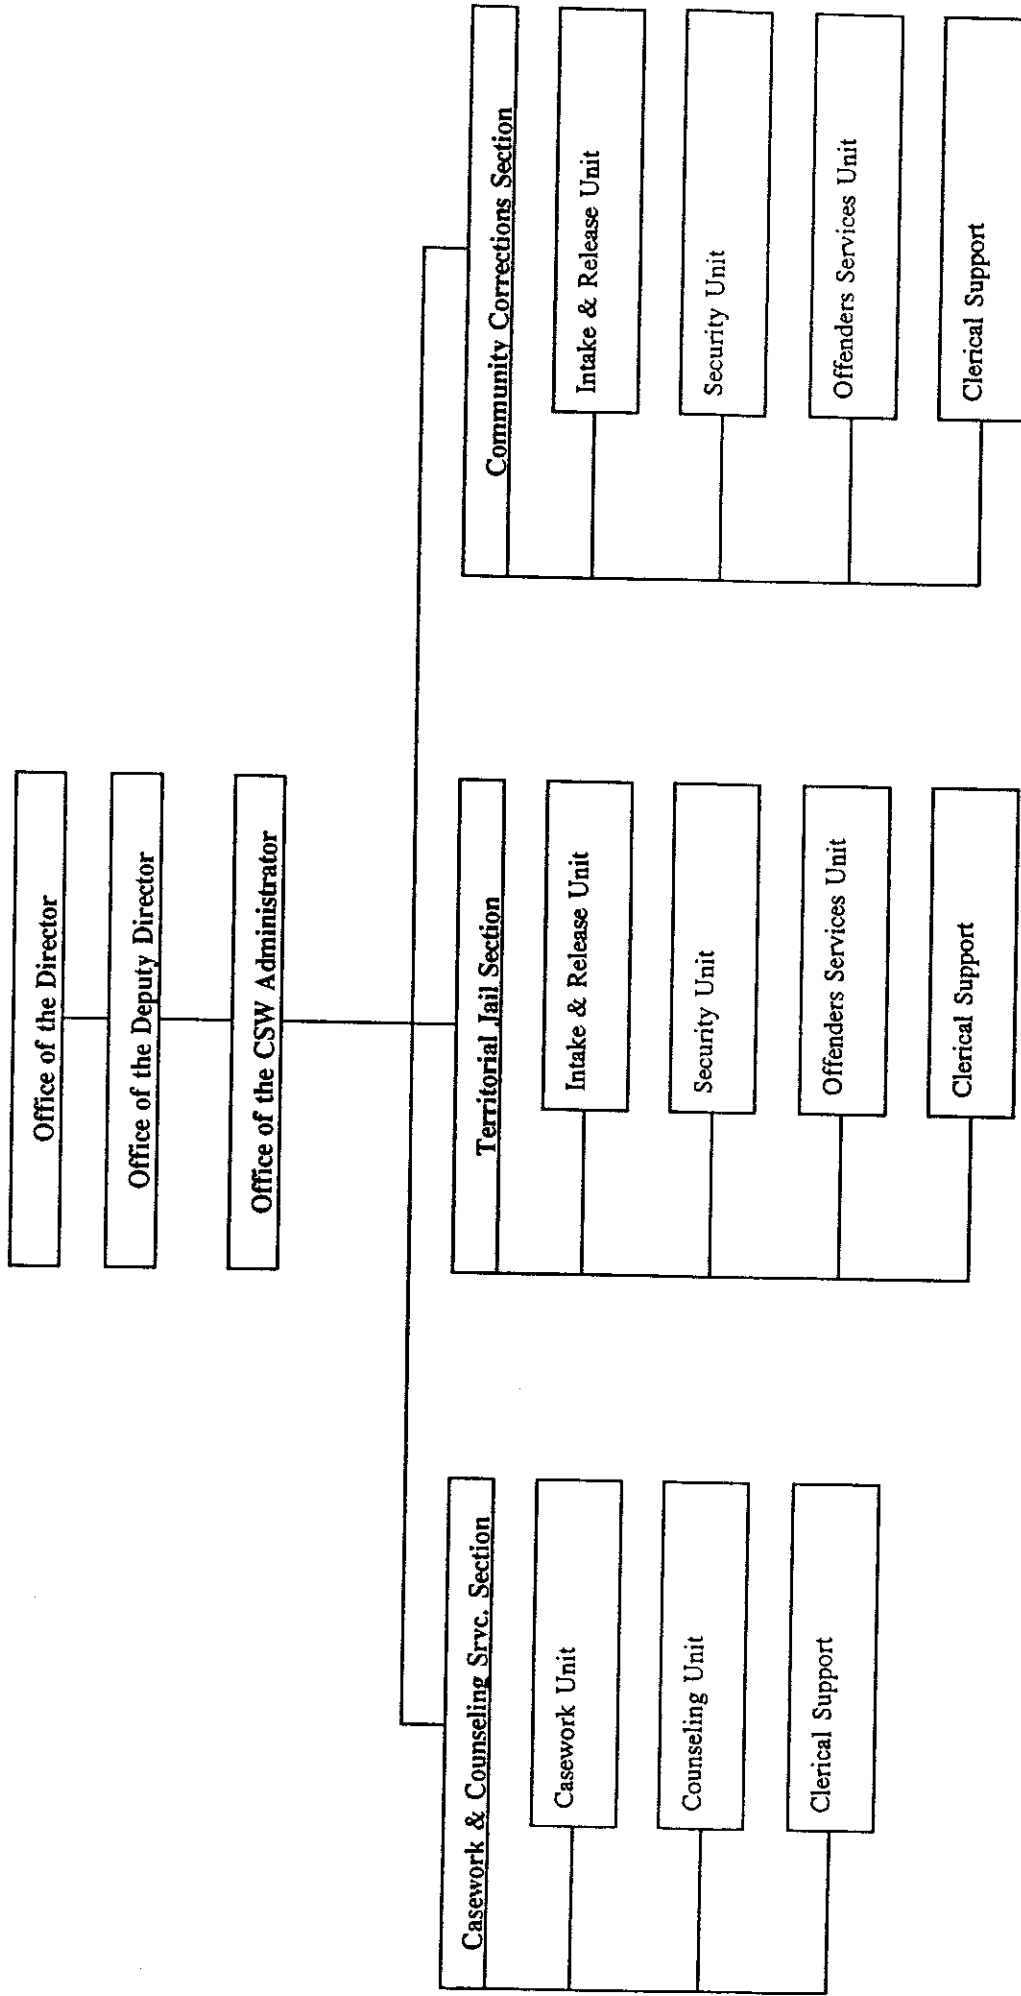 Office of the Director
Office of the Deputy Director
Office of the CSW Administrator
Casework & Counseling Srvc. Section
Casework Unit
Counseling Unit
Clerical Support
Territorial Jail Section
Intake & Release Unit
Security Unit
Offenders Services Unit
Clerical Support
Community Corrections Section
Intake & Release Unit
Security Unit
Offenders Services Unit
Clerical Support